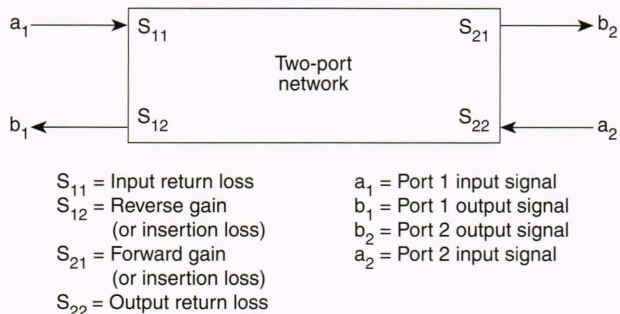 a₁ S₁₁ S₂₁ b₂
Two-port
network
b₁ S₁₂ S₂₂ a₂
S₁₁ = Input return loss
S₁₂ = Reverse gain
(or insertion loss)
S₂₁ = Forward gain
(or insertion loss)
S₂₂ = Output return loss
a₁ = Port 1 input signal
b₁ = Port 1 output signal
b₂ = Port 2 output signal
a₂ = Port 2 input signal